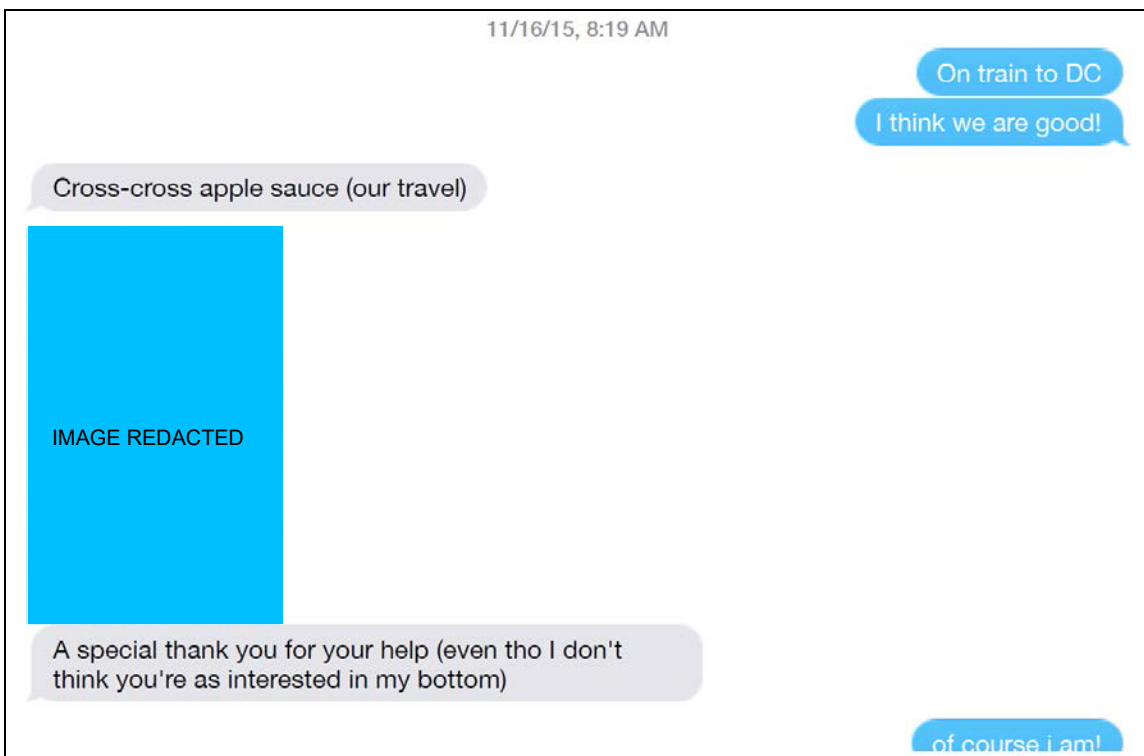 11/16/15, 8:19 AM
On train to DC
I think we are good!
Cross-cross apple sauce (our travel)
IMAGE REDACTED
A special thank you for your help (even tho I don't
think you're as interested in my bottom)
of course i am!